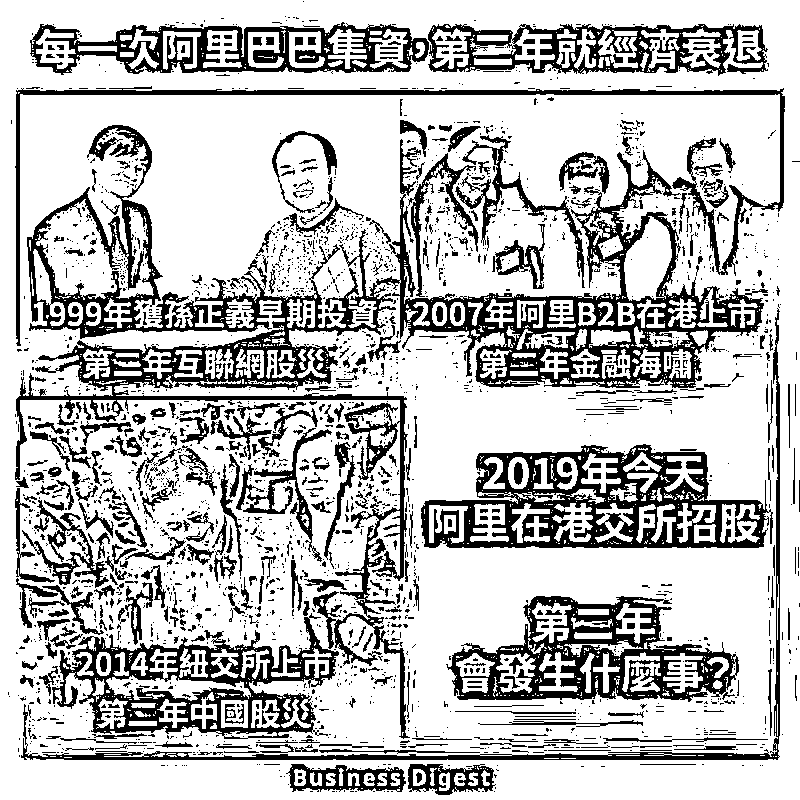 每一次阿里巴巴集資，第二年就經濟衰退
1999年獲孫正義早期投資
第二年互聯網股災
2007年阿里B2B在港上市
第二年金融海嘯
2014年紐交所上市
第二年中國股災
2019年今天
阿里在港交所招股
第二年
會發生什麼事？
Business Digest